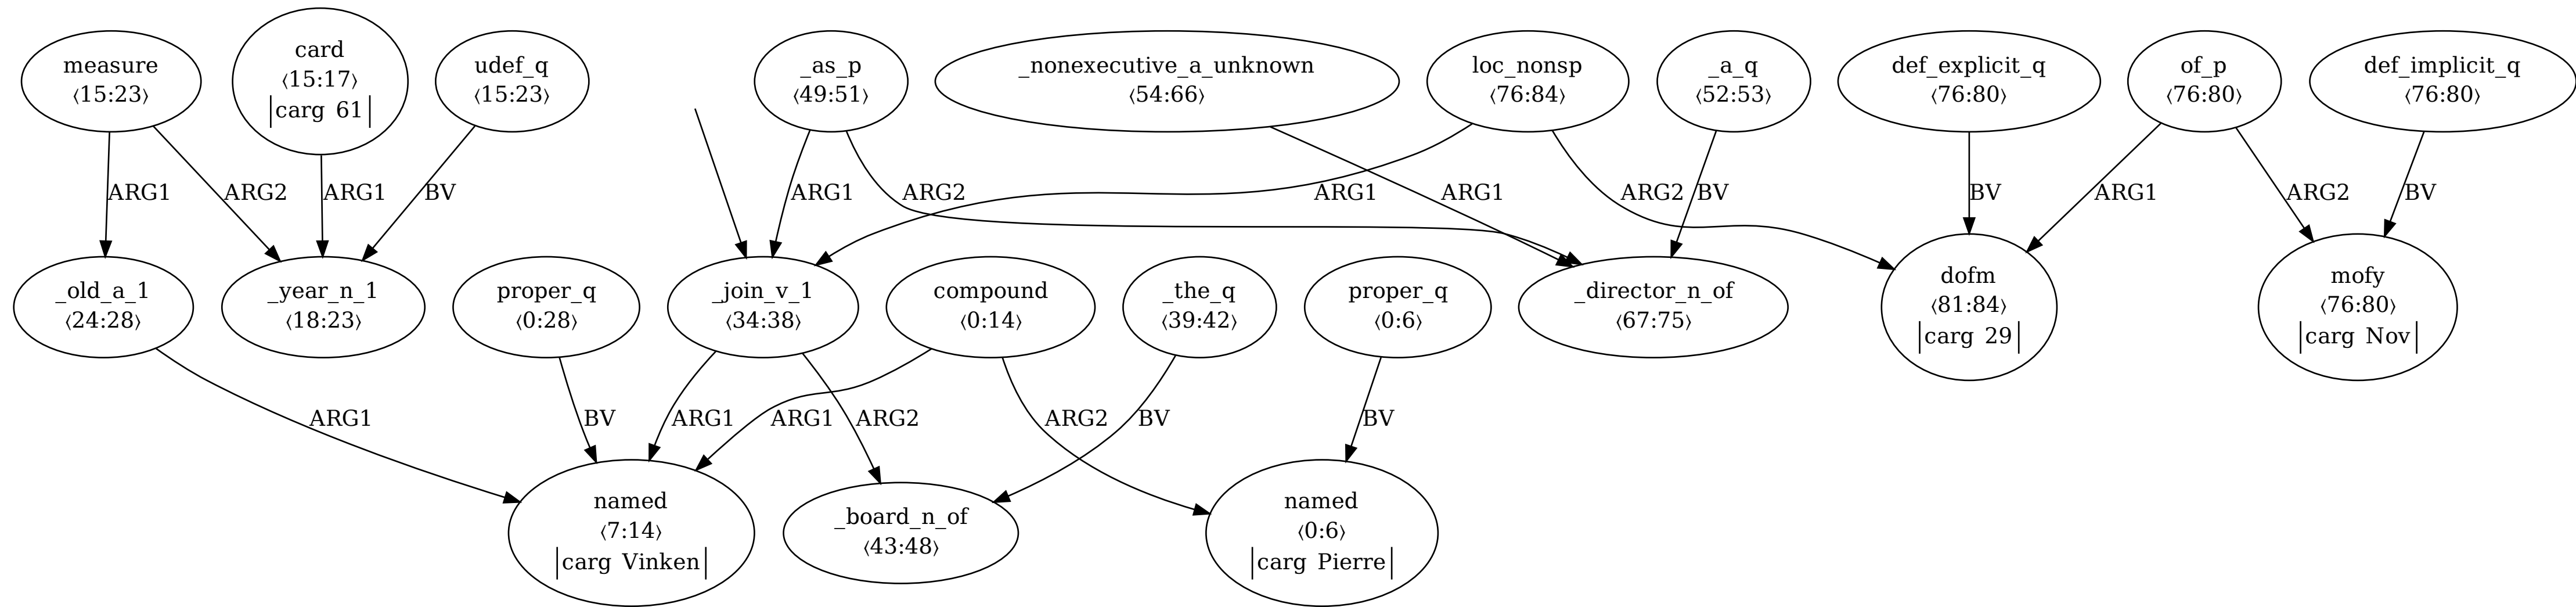 measure
⟨15:23⟩
card
⟨15:17⟩
carg 61
udef_q
⟨15:23⟩
_as_p
⟨49:51⟩
_nonexecutive_a_unknown
⟨54:66⟩
loc_nonsp
⟨76:84⟩
_a_q
⟨52:53⟩
def_explicit_q
⟨76:80⟩
of_p
⟨76:80⟩
def_implicit_q
⟨76:80⟩
ARG1
ARG2
ARG1
BV
ARG1
ARG2
ARG1
ARG1
ARG2
BV
BV
ARG1
ARG2
BV
_old_a_1
⟨24:28⟩
_year_n_1
⟨18:23⟩
proper_q
⟨0:28⟩
_join_v_1
⟨34:38⟩
compound
⟨0:14⟩
_the_q
⟨39:42⟩
proper_q
⟨0:6⟩
_director_n_of
⟨67:75⟩
dofm
⟨81:84⟩
carg 29
mofy
⟨76:80⟩
carg Nov
ARG1
BV
ARG1
ARG1
ARG2
ARG2
BV
BV
named
⟨7:14⟩
carg Vinken
_board_n_of
⟨43:48⟩
named
⟨0:6⟩
carg Pierre